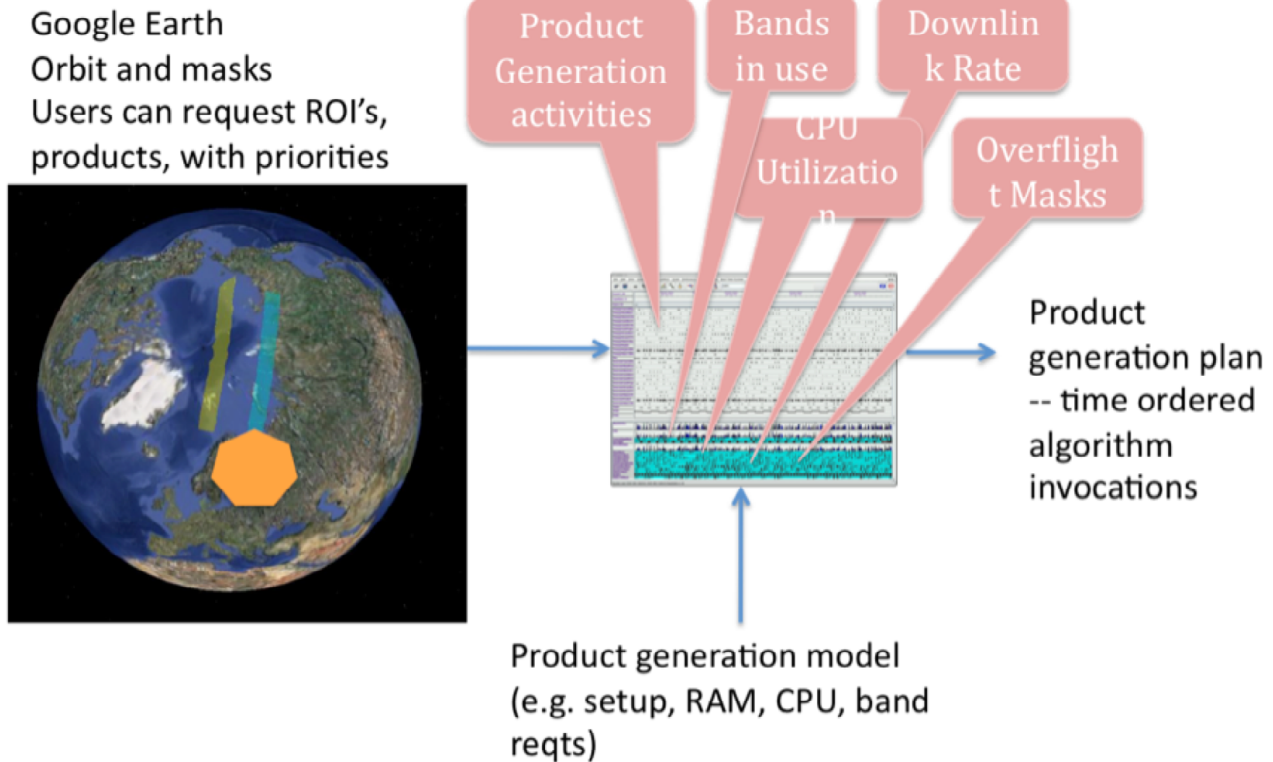 Google Earth
Orbit and masks
Users can request ROI's,
products, with priorities
Product
Generation
activities
Bands
in use
Downlin
k Rate
CPU
Utilizatio
n
Overfligh
t Masks
Product
generation plan
-- time ordered
algorithm
invocations
Product generation model
(e.g. setup, RAM, CPU, band
reqts)